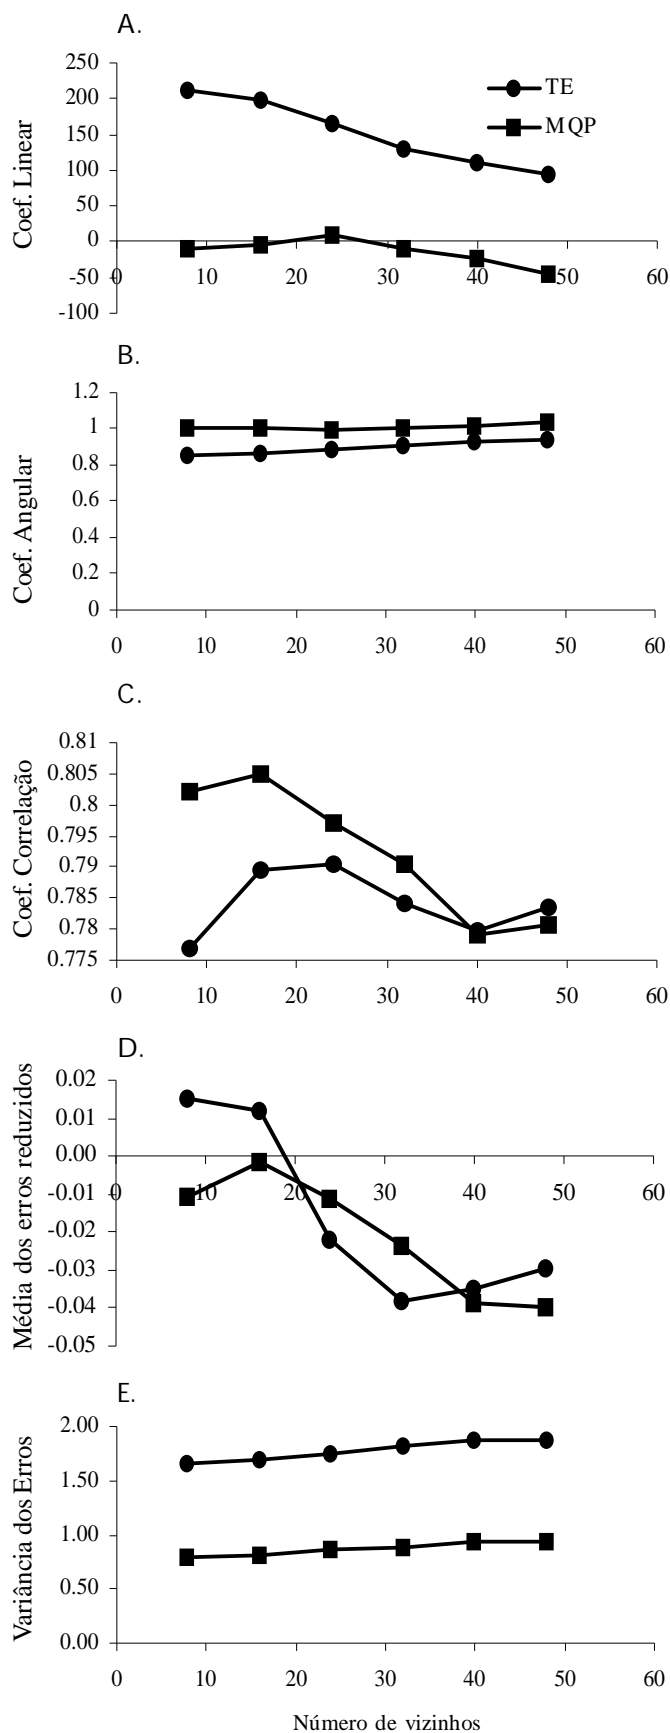 A.
250
200
150
100
50
0
-50
-100
Coef. Linear
TE
MQP
0 10 20 30 40 50 60
B.
1.2
1
0.8
0.6
0.4
0.2
0
Coef. Angular
0 10 20 30 40 50 60
C.
0.81
0.805
0.8
0.795
0.79
0.785
0.78
0.775
Coef. Correlação
0 10 20 30 40 50 60
D.
0.02
0.01
0.00
-0.01
-0.02
-0.03
-0.04
-0.05
Média dos erros reduzidos
0 10 20 30 40 50 60
E.
2.00
1.50
1.00
0.50
0.00
Variância dos Erros
0 10 20 30 40 50 60
Número de vizinhos